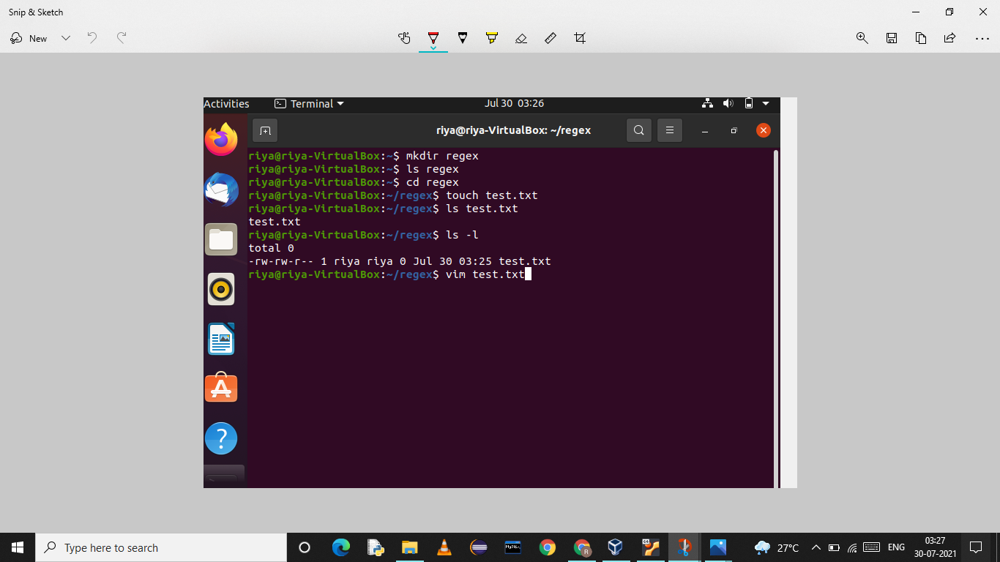 Snip & Sketch
New
Activities
Terminal
Jul 30 03:26
riya@riya-VirtualBox: ~/regex
riya@riya-VirtualBox:~$ mkdir regex
riya@riya-VirtualBox:~$ ls regex
riya@riya-VirtualBox:~$ cd regex
riya@riya-VirtualBox:~/regex$ touch test.txt
riya@riya-VirtualBox:~/regex$ ls test.txt
test.txt
riya@riya-VirtualBox:~/regex$ ls -l
total 0
-rw-rw-r-- 1 riya riya 0 Jul 30 03:25 test.txt
riya@riya-VirtualBox:~/regex$ vim test.txt
Type here to search
MySQL
R
64
27°C
ENG
03:27
30-07-2021